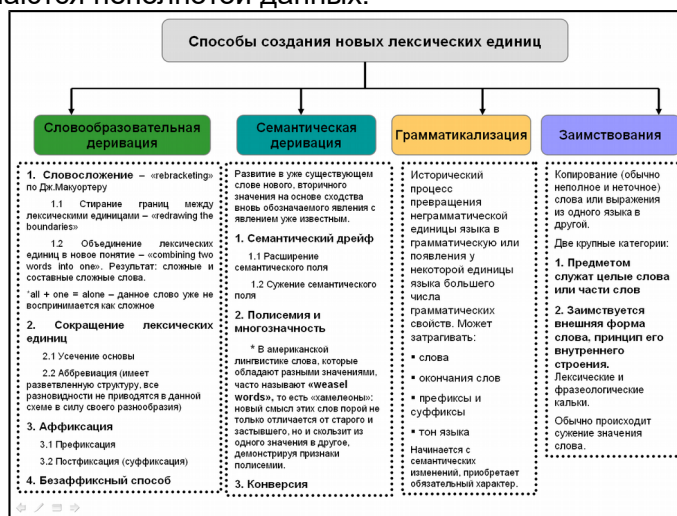 неполнотой данных.
Способы создания новых лексических единиц
Словообразовательная
деривация
1. Словосложение – «rebracketing»
по Дж.Макуортеру
1.1 Стирание границ между
лексическими единицами – «redrawing the
boundaries»
1.2 Объединение лексических
единиц в новое понятие – «combining two
words into one». Результат: сложные и
составные сложные слова.
*all + one = alone – данное слово уже не
воспринимается как сложное
2. Сокращение лексических
единиц
2.1 Усечение основы
2.2 Аббревиация (имеет
разветвленную структуру, все
разновидности не приводятся в данной
схеме в силу своего разнообразия)
3. Аффиксация
3.1 Префиксация
3.2 Постфиксация (суффиксация)
4. Безаффиксный способ
Семантическая
деривация
Развитие в уже существующем
слове нового, вторичного
значения на основе сходства
вновь обозначаемого явления с
явлением уже известным.
1. Семантический дрейф
1.1 Расширение
семантического поля
1.2 Сужение семантического
поля
2. Полисемия и
многозначность
* В американской
лингвистике слова, которые
обладают разными значениями,
часто называют «weasel
words», то есть «хамелеоны»:
новый смысл этих слов порой не
только отличается от старого и
застывшего, но и скользит из
одного значения в другое,
демонстрируя признаки
полисемии.
3. Конверсия
Грамматикализация
Исторический
процесс
превращения
неграмматической
единицы языка в
грамматическую или
появления у
некоторой единицы
языка большего
числа
грамматических
свойств. Может
затрагивать:
▪ слова
▪ окончания слов
▪ префиксы и
суффиксы
▪ тон языка
Начинается с
семантических
изменений, приобретает
обязательный характер.
Заимствования
Копирование (обычно
неполное и неточное)
слова или выражения
из одного языка в
другой.
Две крупные категории:
1. Предметом
служат целые слова
или части слов
2. Заимствуется
внешняя форма
слова, принцип его
внутреннего
строения.
Лексические и
фразеологические
кальки.
Обычно происходит
сужение значения
слова.